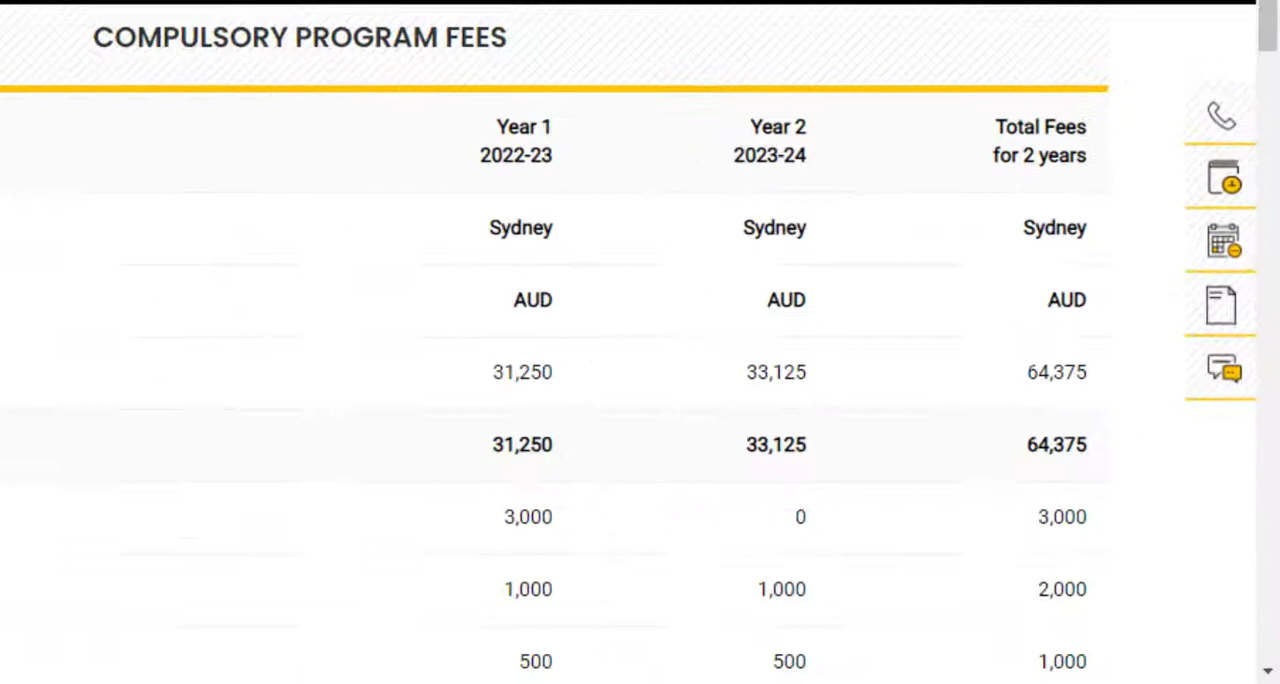 COMPULSORY PROGRAM FEES
Year 1 Year 2 Total Fees
2022-23 2023-24 for 2 years
Sydney Sydney Sydney
AUD AUD AUD
31,250 33,125 64,375
31,250 33,125 64,375
3,000 0 3,000
1,000 1,000 2,000
500 500 1,000